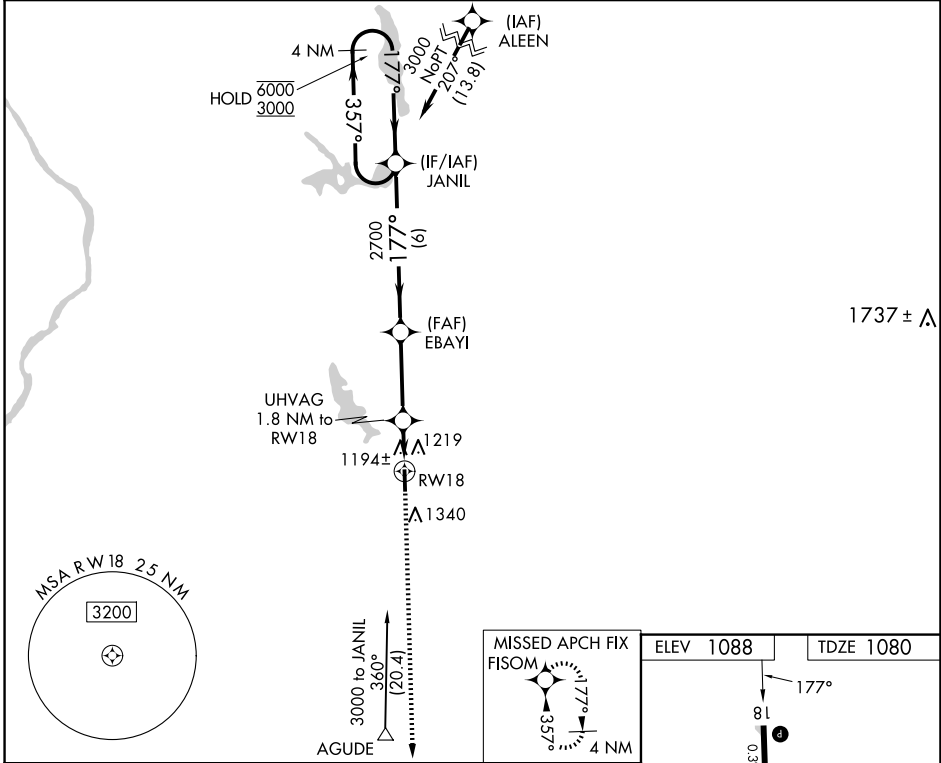 (IAF)
ALEEN
4 NM
HOLD 6000
3000
177°
357°
3000
NoPT
207°
(13.8)
(IF/IAF)
JANIL
2700
177°
(6)
(FAF)
EBAYI
1737 ±
UHVAG
1.8 NM to
RW18
1219
1194±
RW18
1340
MSA RW18 25 NM
3200
3000 to JANIL
360°
(20.4)
AGUDE
MISSED APCH FIX
FISOM
177°
357°
4 NM
ELEV 1088
TDZE 1080
177°
18
P
0.3